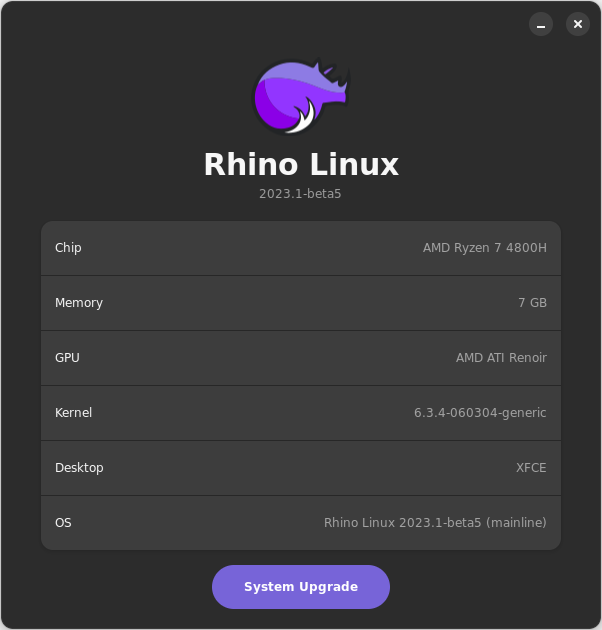 Rhino Linux
2023.1-beta5
Chip AMD Ryzen 7 4800H
Memory 7 GB
GPU AMD ATI Renoir
Kernel 6.3.4-060304-generic
Desktop XFCE
OS Rhino Linux 2023.1-beta5 (mainline)
System Upgrade